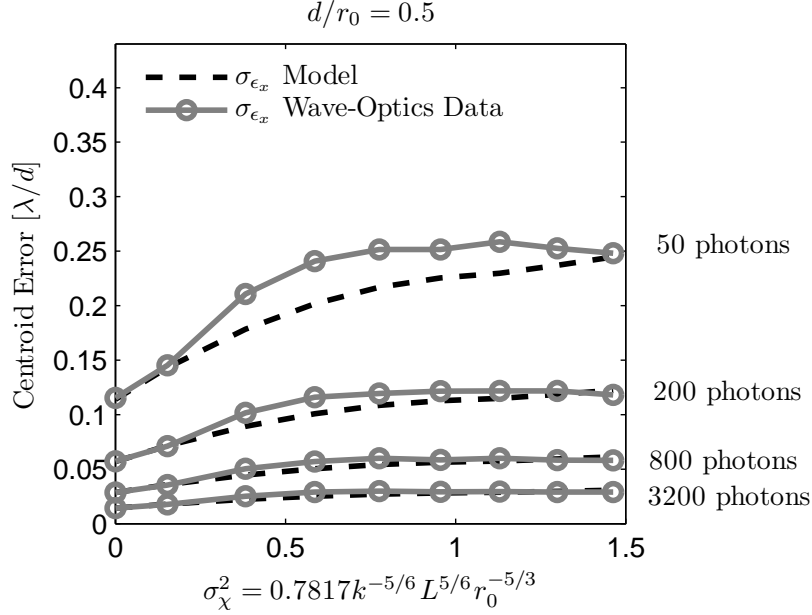 d/r₀ = 0.5
σ_{ϵ_x} Model
σ_{ϵ_x} Wave-Optics Data
0.4
0.35
0.3
0.25
0.2
0.15
0.1
0.05
0
Centroid Error [λ/d]
50 photons
200 photons
800 photons
3200 photons
0 0.5 1 1.5
σ_χ^2 = 0.7817k^{-5/6}L^{5/6}r_0^{-5/3}